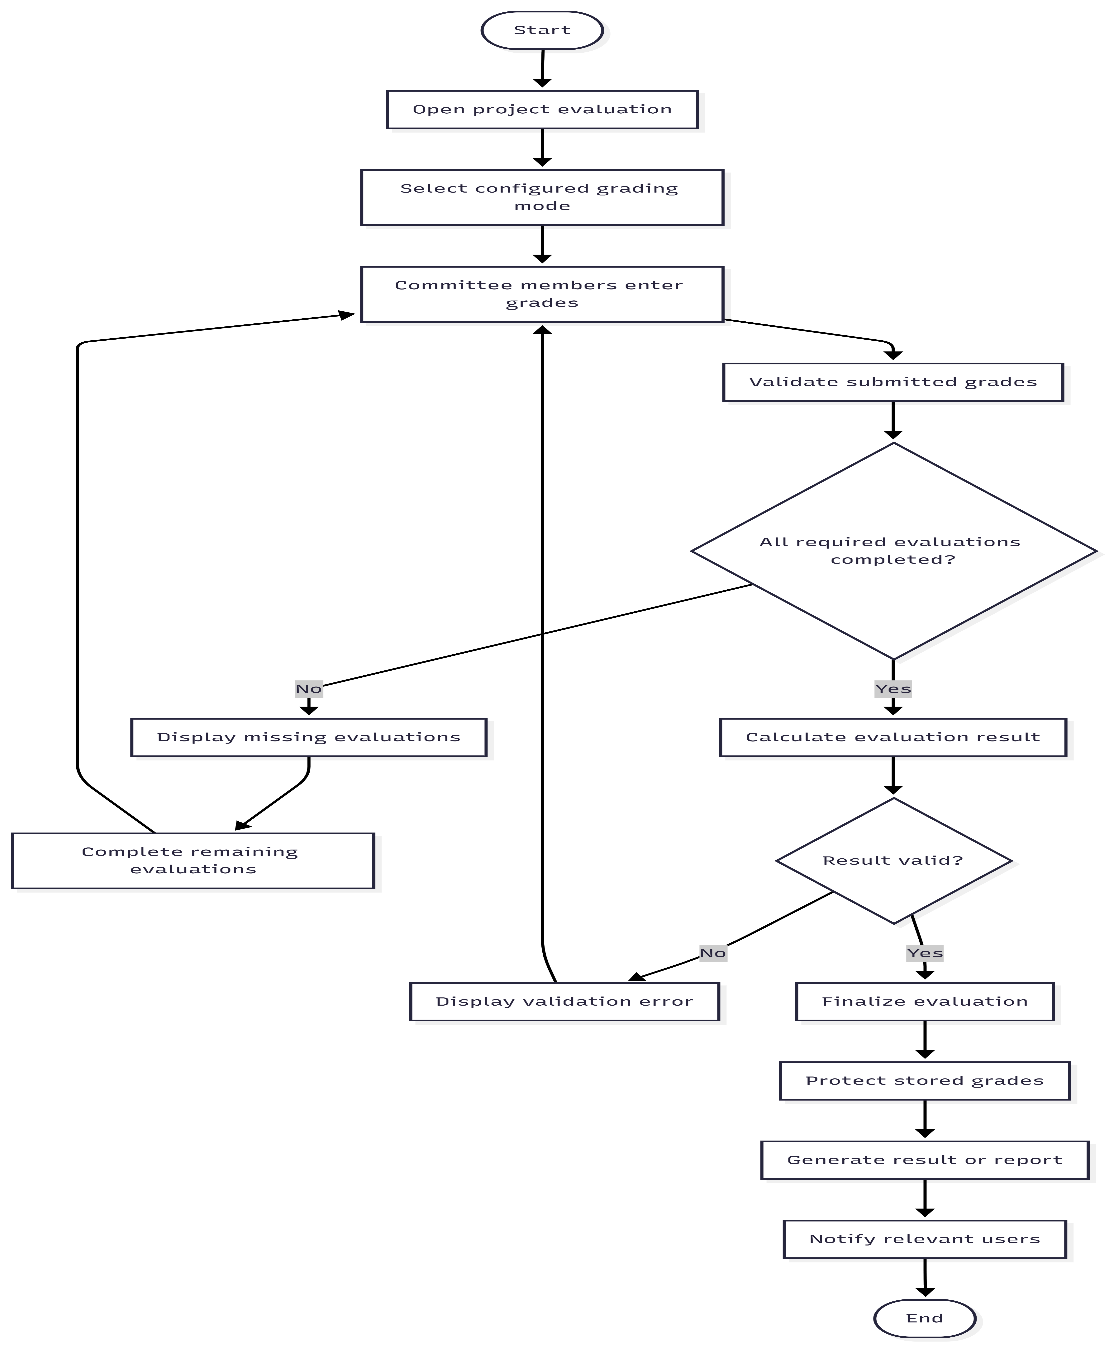 Start
Open project evaluation
Select configured grading
mode
Committee members enter
grades
Validate submitted grades
All required evaluations
completed?
No
Yes
Display missing evaluations
Calculate evaluation result
Complete remaining
evaluations
Result valid?
No
Yes
Display validation error
Finalize evaluation
Protect stored grades
Generate result or report
Notify relevant users
End